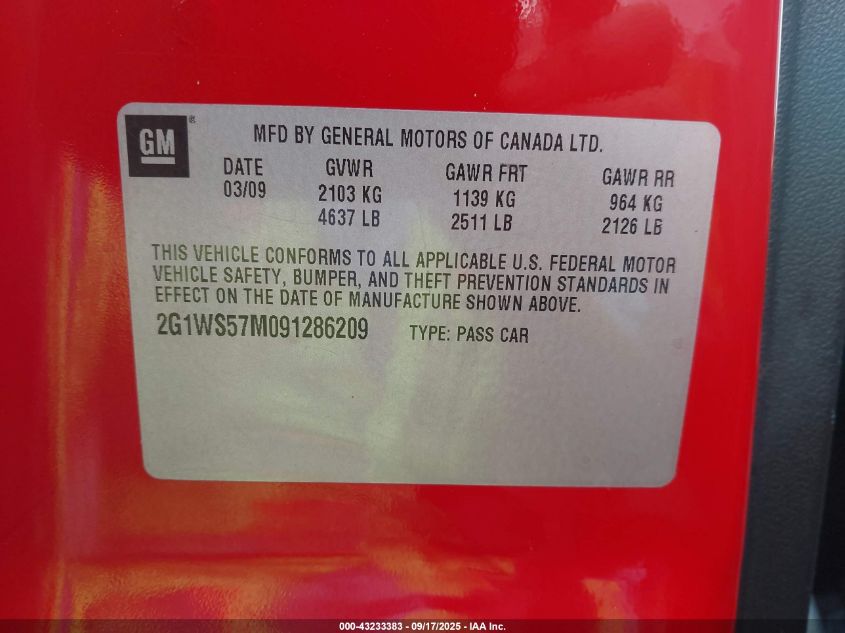 GM®
MFD BY GENERAL MOTORS OF CANADA LTD.
DATE GVWR GAWR FRT GAWR RR
03/09 2103 KG 1139 KG 964 KG
4637 LB 2511 LB 2126 LB
THIS VEHICLE CONFORMS TO ALL APPLICABLE U.S. FEDERAL MOTOR
VEHICLE SAFETY, BUMPER, AND THEFT PREVENTION STANDARDS IN
EFFECT ON THE DATE OF MANUFACTURE SHOWN ABOVE.
2G1WS57M091286209 TYPE: PASS CAR
000-43233383 - 09/17/2025 - IAA Inc.